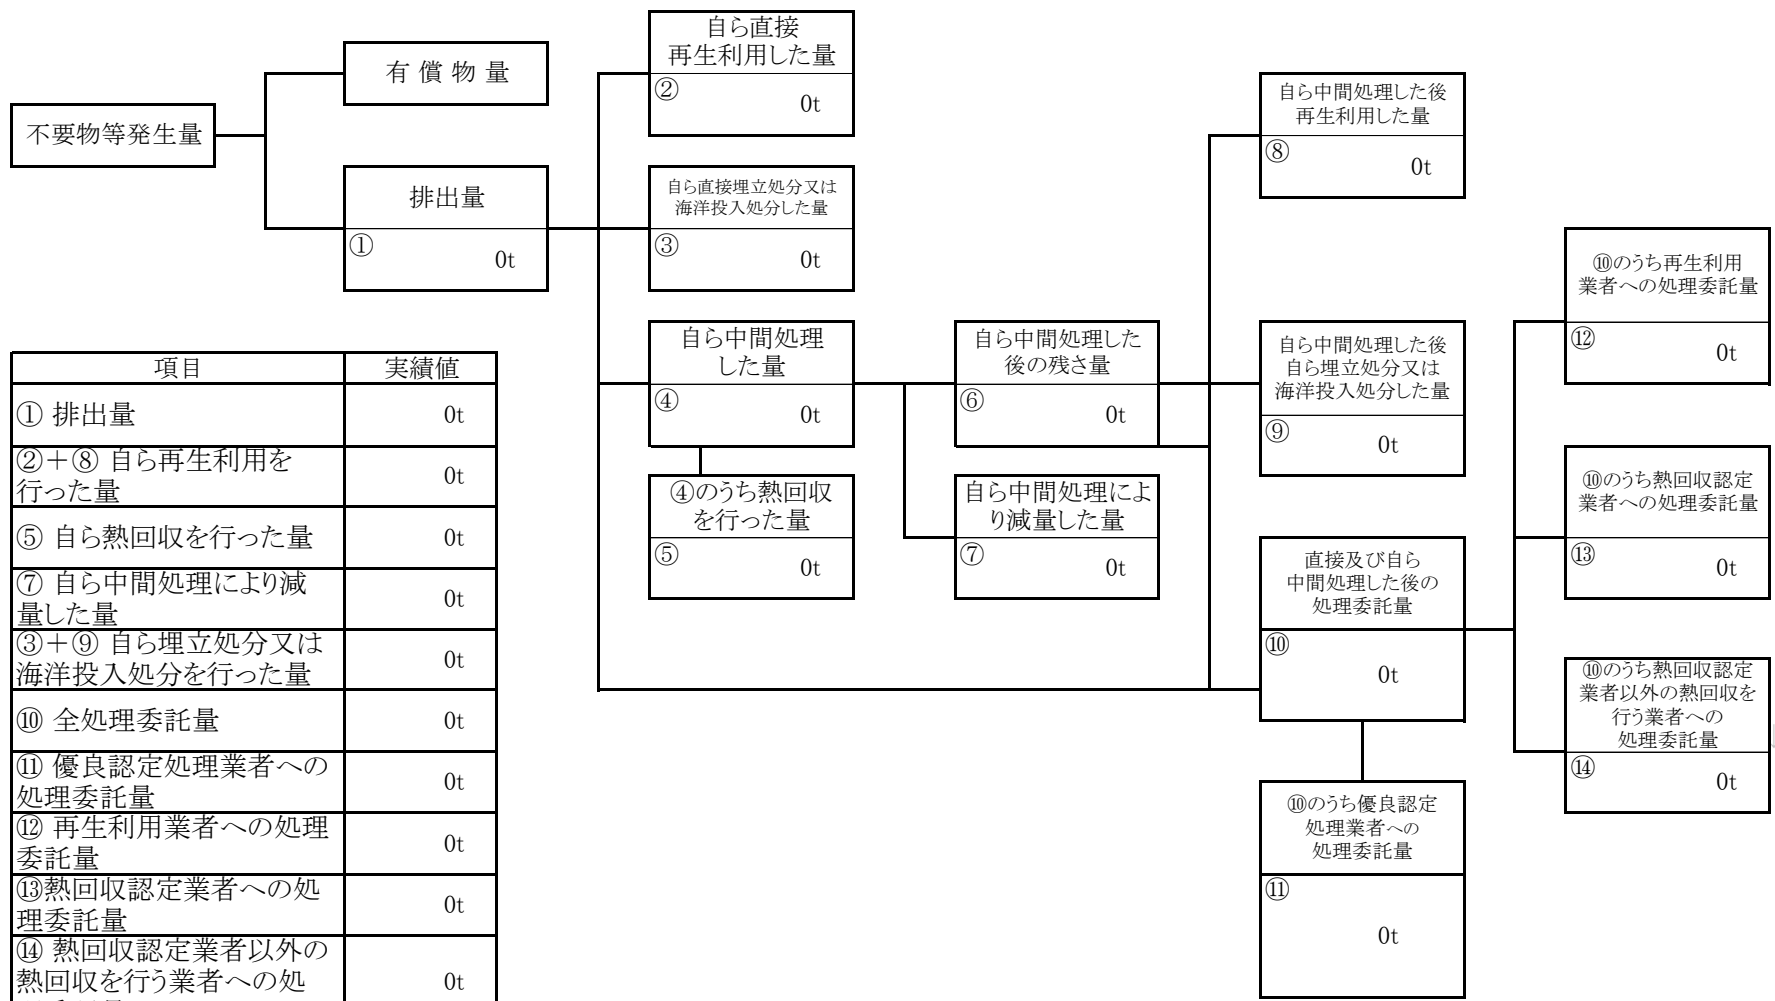 不要物等発生量
有 償 物 量
排出量
①
0t
自ら直接
再生利用した量
②
0t
自ら直接埋立処分又は
海洋投入処分した量
③
0t
自ら中間処理
した量
④
0t
④のうち熱回収
を行った量
⑤
0t
自ら中間処理した
後の残さ量
⑥
0t
自ら中間処理によ
り減量した量
⑦
0t
自ら中間処理した後
再生利用した量
⑧
0t
自ら中間処理した後
自ら埋立処分又は
海洋投入処分した量
⑨
0t
直接及び自ら
中間処理した後の
処理委託量
⑩
0t
⑩のうち優良認定
処理業者への
処理委託量
⑪
0t
⑩のうち再生利用
業者への処理委託量
⑫
0t
⑩のうち熱回収認定
業者への処理委託量
⑬
0t
⑩のうち熱回収認定
業者以外の熱回収を
行う業者への
処理委託量
⑭
0t
項目 実績値
① 排出量 0t
②＋⑧ 自ら再生利用を
行った量
0t
⑤ 自ら熱回収を行った量 0t
⑦ 自ら中間処理により減
量した量
0t
③＋⑨ 自ら埋立処分又は
海洋投入処分を行った量
0t
⑩ 全処理委託量 0t
⑪ 優良認定処理業者への
処理委託量
0t
⑫ 再生利用業者への処理
委託量
0t
⑬熱回収認定業者への処
理委託量
0t
⑭ 熱回収認定業者以外の
熱回収を行う業者への処
0t